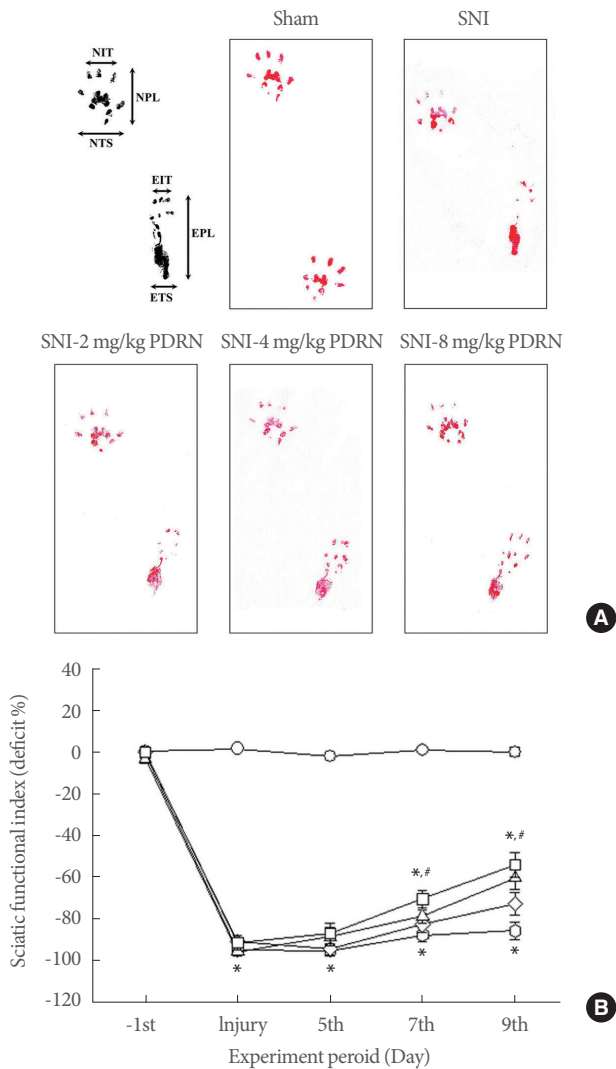 Sham
SNI
NIT
NPL
NTS
EIT
EPL
ETS
SNI-2 mg/kg PDRN
SNI-4 mg/kg PDRN
SNI-8 mg/kg PDRN
A
Sciatic functional index (deficit %)
40
20
0
-20
-40
-60
-80
-100
-120
*,#
*,#
*
*
*
*
-1st
Injury
5th
7th
9th
Experiment peroid (Day)
B